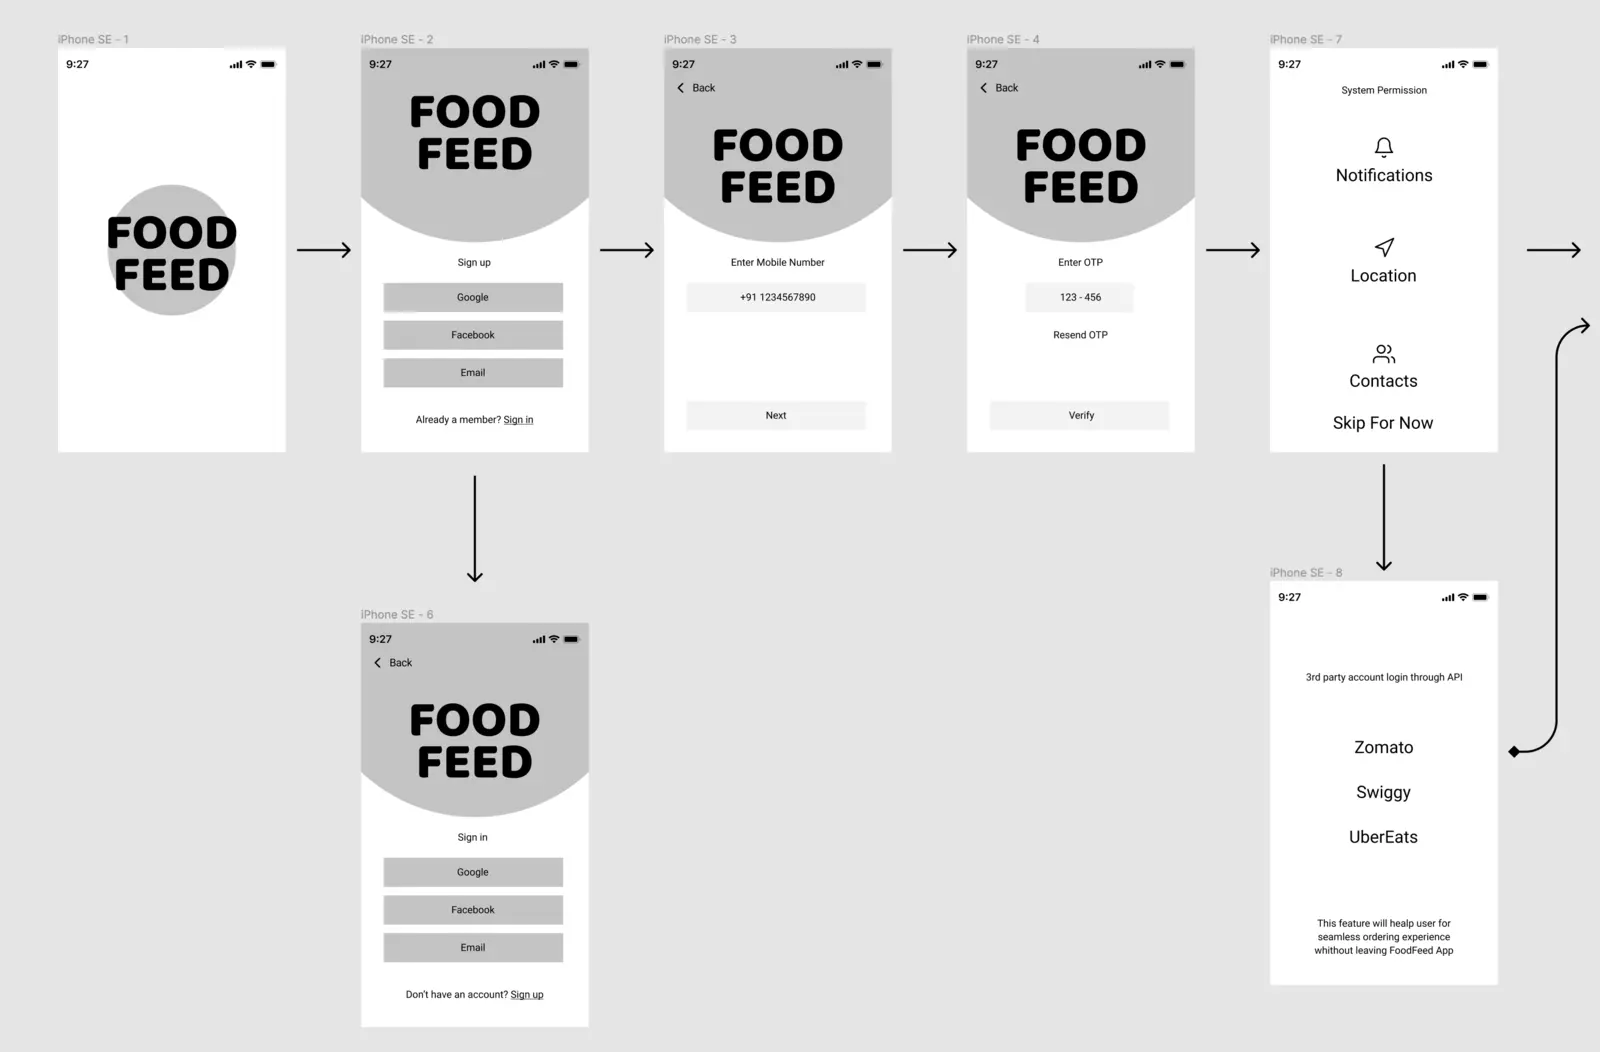 iPhone SE - 1
9:27
FOOD
FEED
iPhone SE - 2
9:27
FOOD
FEED
Sign up
Google
Facebook
Email
Already a member? Sign in
iPhone SE - 3
9:27
Back
FOOD
FEED
Enter Mobile Number
+91 1234567890
Next
iPhone SE - 4
9:27
Back
FOOD
FEED
Enter OTP
123 - 456
Resend OTP
Verify
iPhone SE - 7
9:27
System Permission
Notifications
Location
Contacts
Skip For Now
iPhone SE - 6
9:27
Back
FOOD
FEED
Sign in
Google
Facebook
Email
Don't have an account? Sign up
iPhone SE - 8
9:27
3rd party account login through API
Zomato
Swiggy
UberEats
This feature will healp user for
seamless ordering experience
whithout leaving FoodFeed App